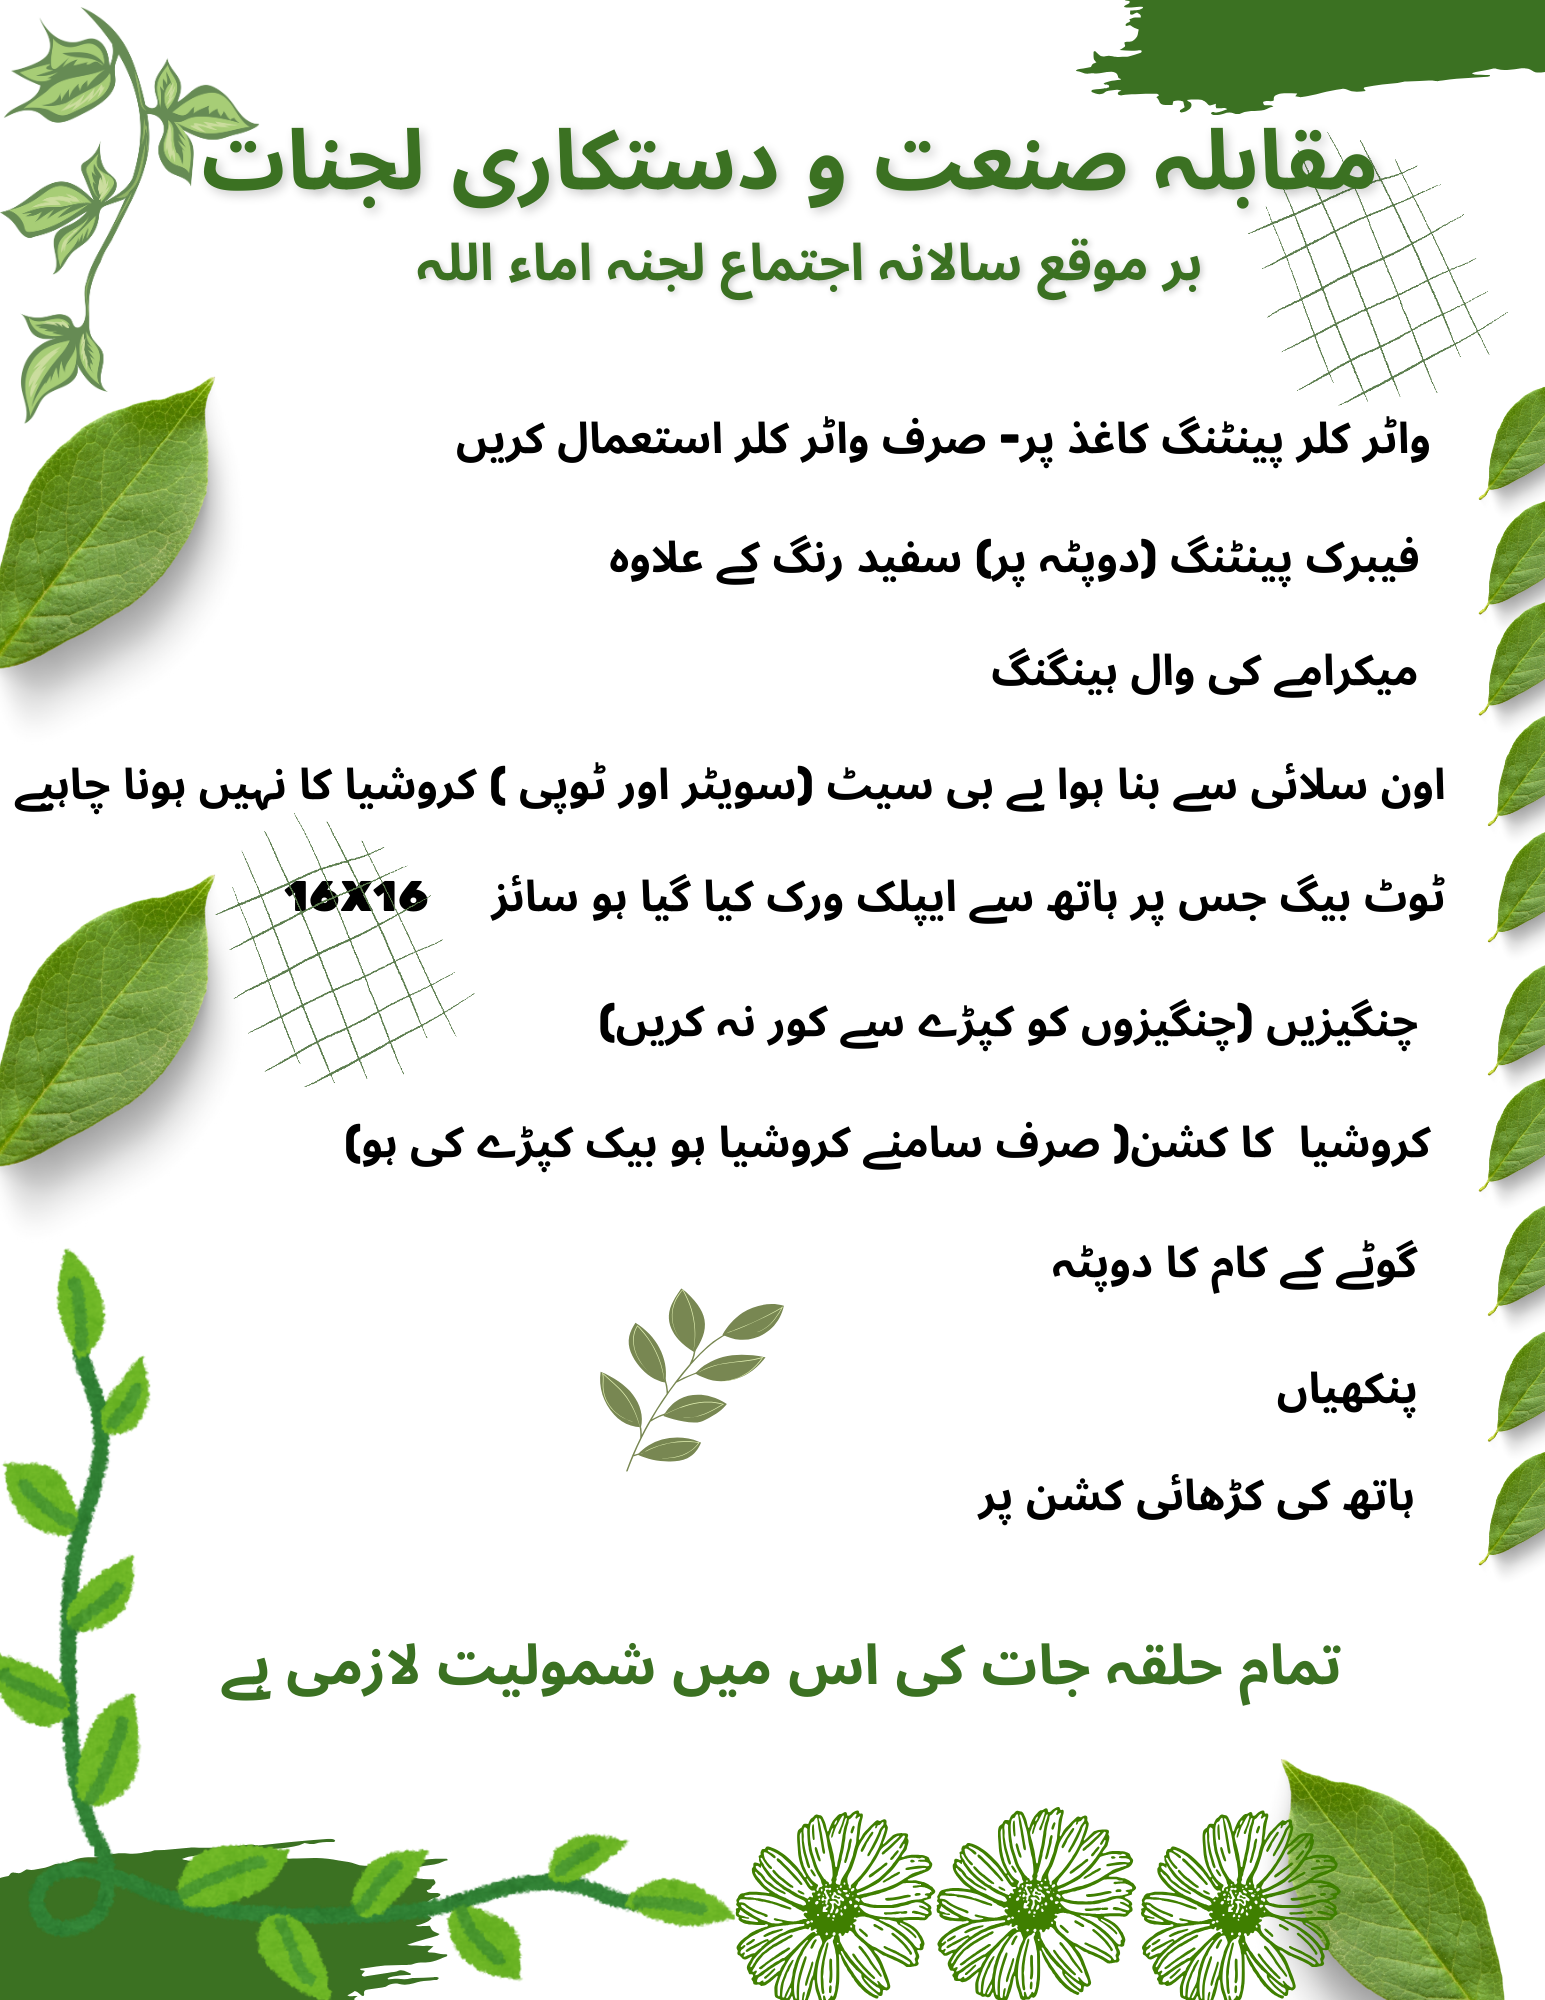 مقابلہ صنعت و دستکاری لجنات
بر موقع سالانہ اجتماع لجنہ اماء اللہ
واٹر کلر پینٹنگ کاغذ پر- صرف واٹر کلر استعمال کریں
فیبرک پینٹنگ (دوپٹہ پر) سفید رنگ کے علاوہ
میکرامے کی وال ہینگنگ
اون سلائی سے بنا ہوا بے بی سیٹ (سویٹر اور ٹوپی ) کروشیا کا نہیں ہونا چاہیے
ٹوٹ بیگ جس پر ہاتھ سے ایپلک ورک کیا گیا ہو سائز 16X16
چنگیزیں (چنگیزوں کو کپڑے سے کور نہ کریں)
کروشیا کا کشن( صرف سامنے کروشیا ہو بیک کپڑے کی ہو)
گوٹے کے کام کا دوپٹہ
پنکھیاں
ہاتھ کی کڑھائی کشن پر
تمام حلقہ جات کی اس میں شمولیت لازمی ہے